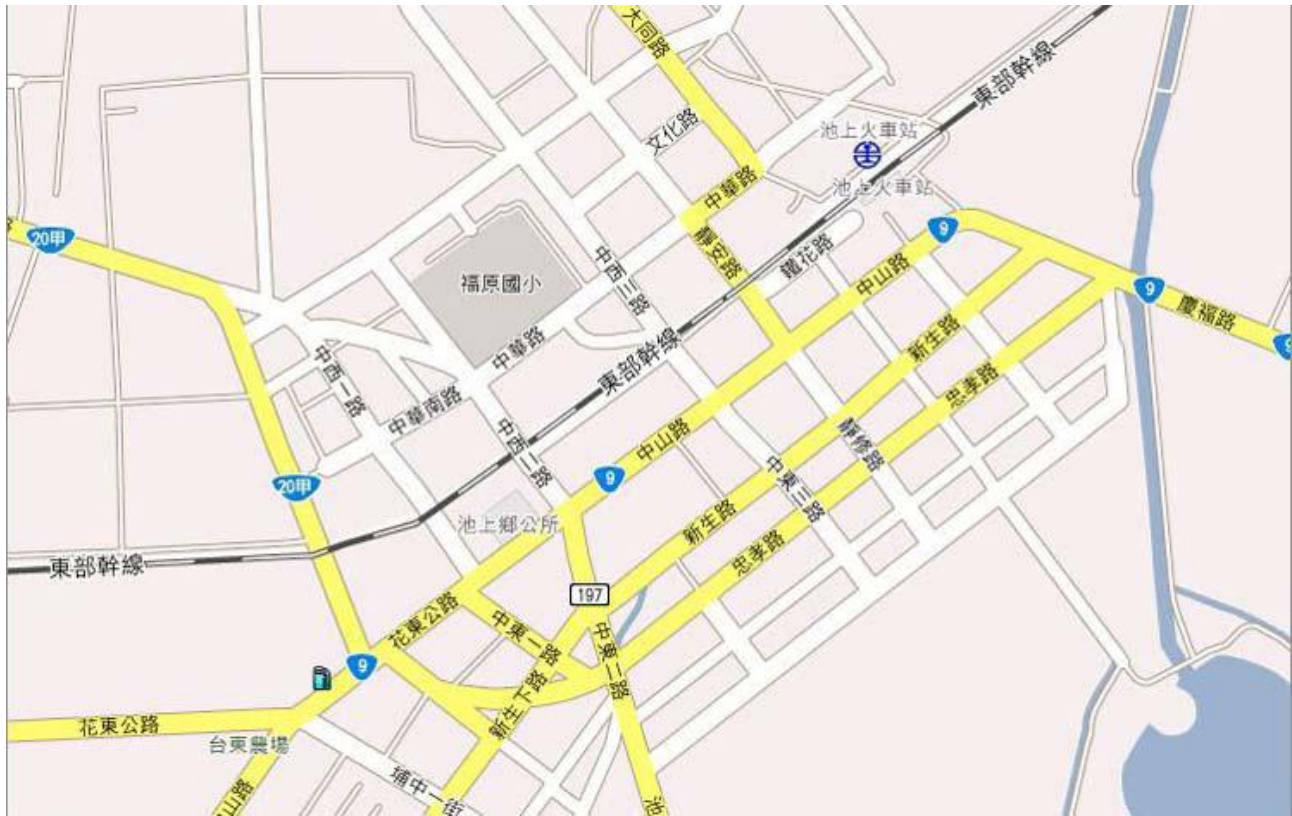 大同路
東部幹線
文化路
池上火車站
池上火車站
中華路
9
20甲
靜安路
鐵花路
中西三路
中山路
福原國小
9
慶福路
9
中華路
新生路
中西一路
東部幹線
忠孝路
中華南路
中西二路
中山路
靜修路
20甲
9
中東三路
池上鄉公所
新生路
忠孝路
東部幹線
197
花東公路
中東一路
中東二路
9
新生下路
花東公路
台東農場
埔中一街
山路
池